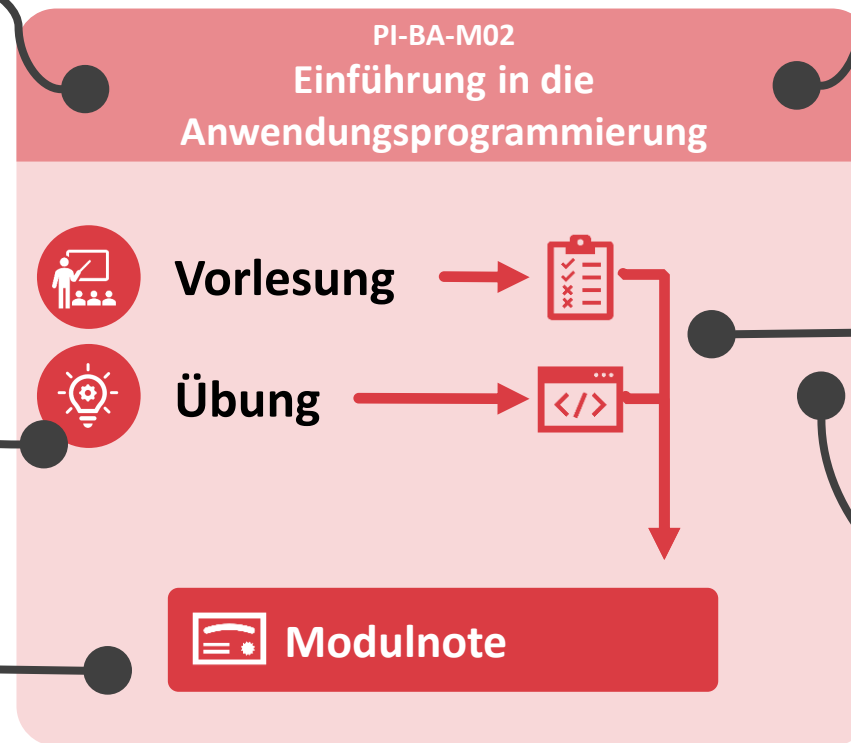 PI-BA-M02
Einführung in die
Anwendungsprogrammierung
Vorlesung
Übung
</>
Modulnote